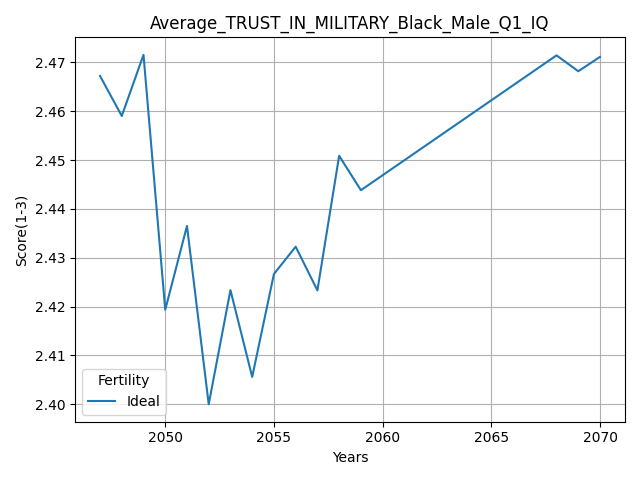 Average_TRUST_IN_MILITARY_Black_Male_Q1_IQ
Score(1-3)
2.47
2.46
2.45
2.44
2.43
2.42
2.41
2.40
Fertility
Ideal
2050 2055 2060 2065 2070
Years